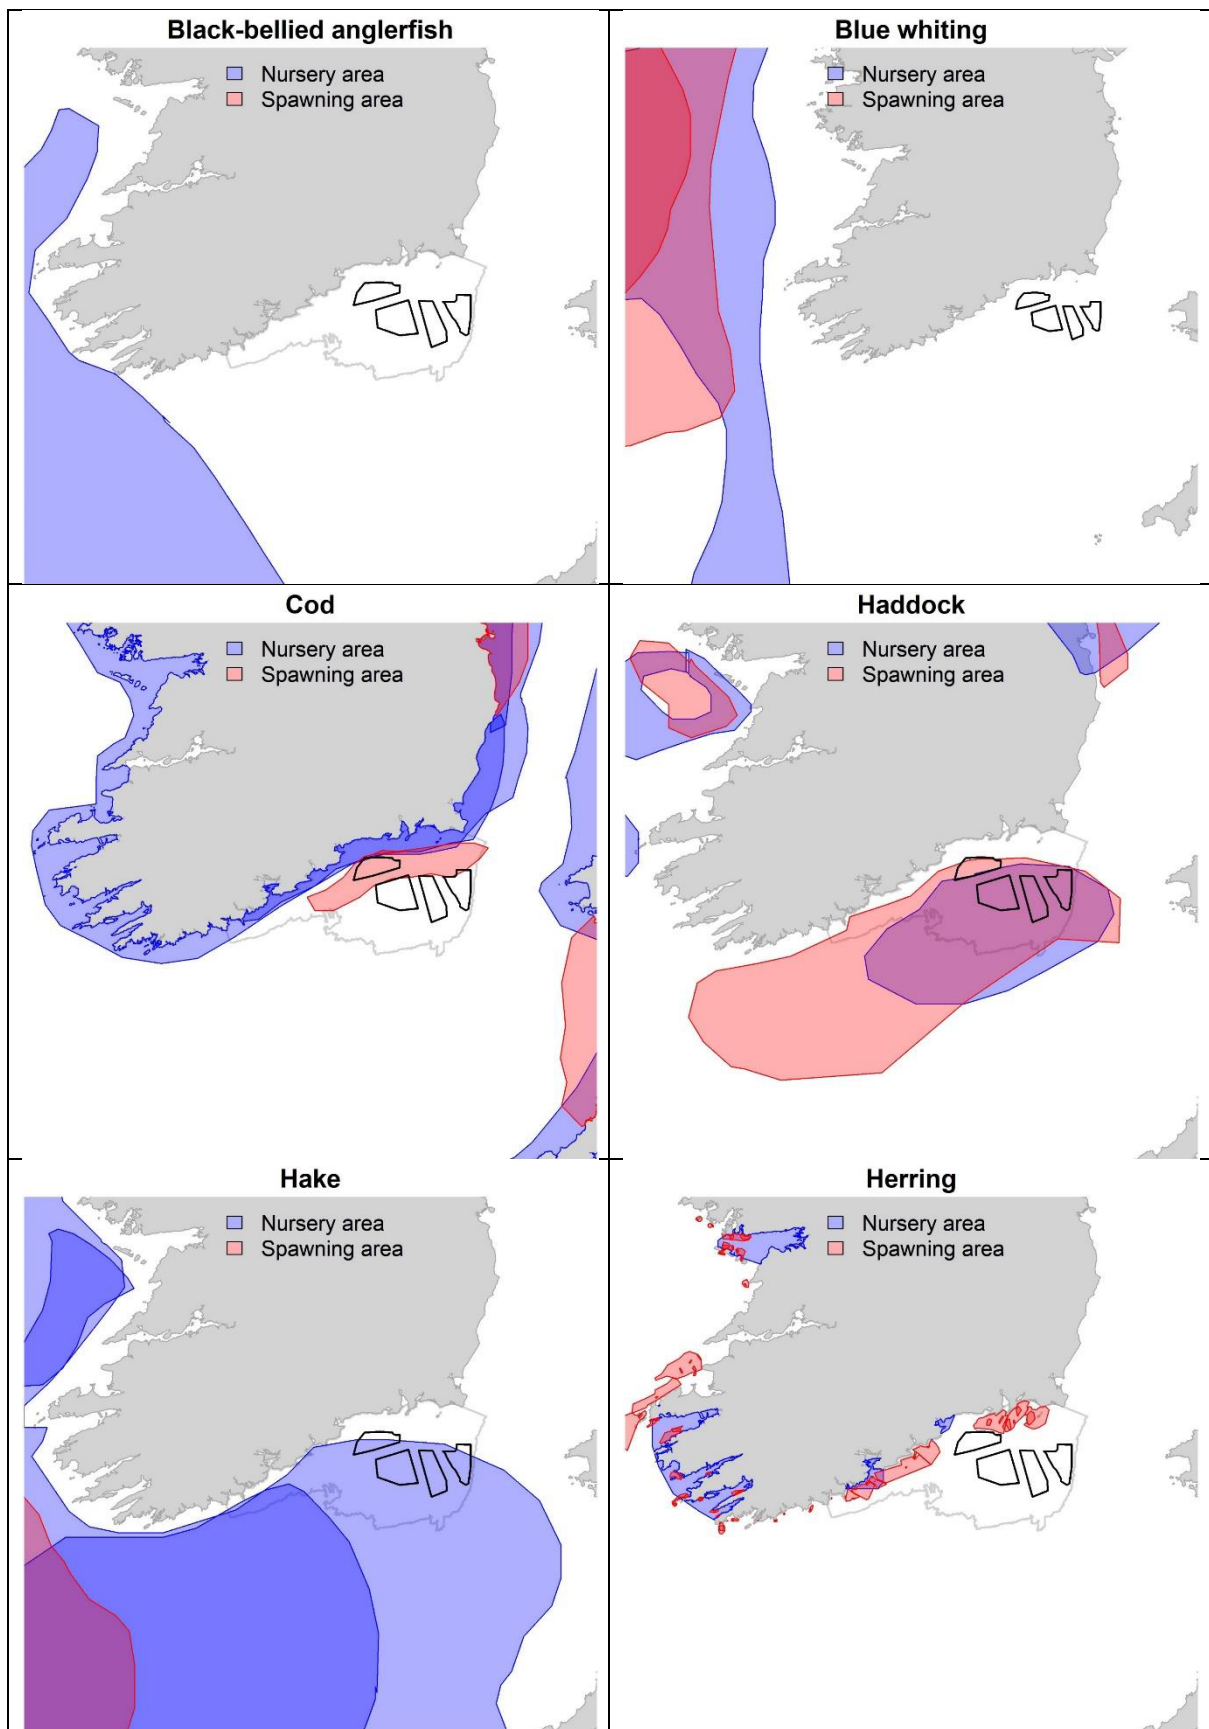 Black-bellied anglerfish
Nursery area
Spawning area
Blue whiting
Nursery area
Spawning area
Cod
Nursery area
Spawning area
Haddock
Nursery area
Spawning area
Hake
Nursery area
Spawning area
Herring
Nursery area
Spawning area